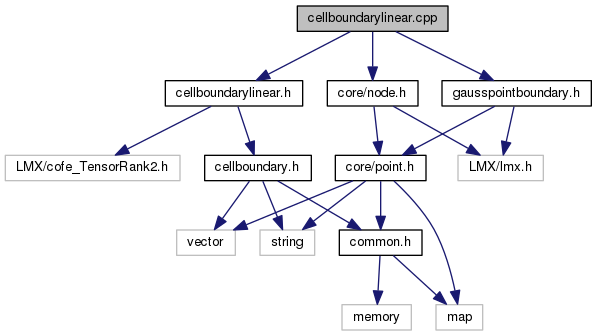 cellboundarylinear.cpp
cellboundarylinear.h
core/node.h
gausspointboundary.h
LMX/cofe_TensorRank2.h
cellboundary.h
core/point.h
LMX/lmx.h
vector
string
common.h
memory
map